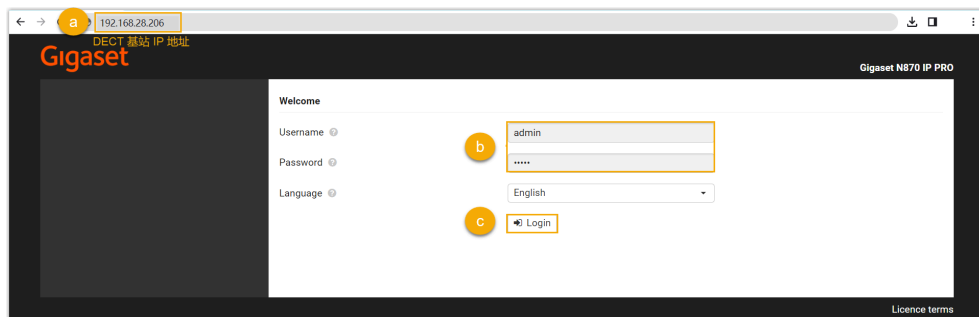 a
192.168.28.206
DECT 基站 IP 地址
Gigaset
Gigaset N870 IP PRO
Welcome
Username ?
admin
b
Password ?
•••••
Language ?
English
c
Login
Licence terms